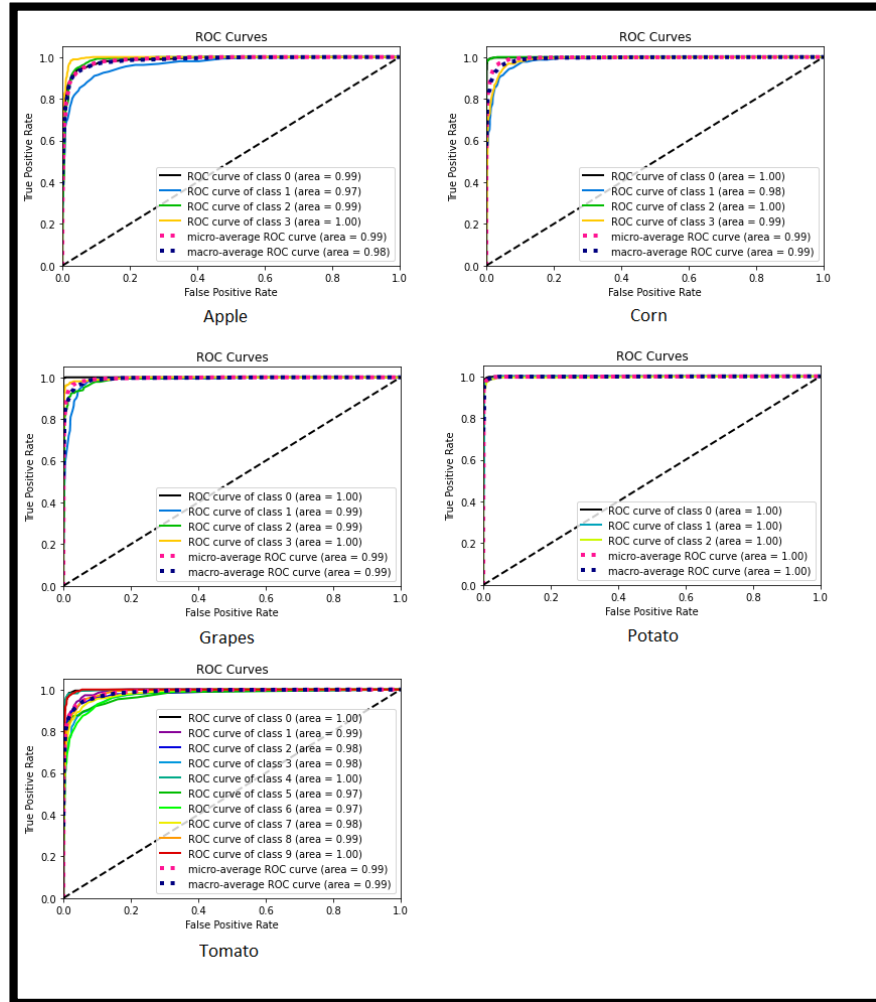 ROC Curves
1.0
0.8
0.6
0.4
0.2
0.0
True Positive Rate
ROC curve of class 0 (area = 0.99)
ROC curve of class 1 (area = 0.97)
ROC curve of class 2 (area = 0.99)
ROC curve of class 3 (area = 1.00)
micro-average ROC curve (area = 0.99)
macro-average ROC curve (area = 0.98)
0.0 0.2 0.4 0.6 0.8 1.0
False Positive Rate
Apple
ROC Curves
1.0
0.8
0.6
0.4
0.2
0.0
True Positive Rate
ROC curve of class 0 (area = 1.00)
ROC curve of class 1 (area = 0.98)
ROC curve of class 2 (area = 1.00)
ROC curve of class 3 (area = 0.99)
micro-average ROC curve (area = 0.99)
macro-average ROC curve (area = 0.99)
0.0 0.2 0.4 0.6 0.8 1.0
False Positive Rate
Corn
ROC Curves
1.0
0.8
0.6
0.4
0.2
0.0
True Positive Rate
ROC curve of class 0 (area = 1.00)
ROC curve of class 1 (area = 0.99)
ROC curve of class 2 (area = 0.99)
ROC curve of class 3 (area = 1.00)
micro-average ROC curve (area = 0.99)
macro-average ROC curve (area = 0.99)
0.0 0.2 0.4 0.6 0.8 1.0
False Positive Rate
Grapes
ROC Curves
1.0
0.8
0.6
0.4
0.2
0.0
True Positive Rate
ROC curve of class 0 (area = 1.00)
ROC curve of class 1 (area = 1.00)
ROC curve of class 2 (area = 1.00)
micro-average ROC curve (area = 1.00)
macro-average ROC curve (area = 1.00)
0.0 0.2 0.4 0.6 0.8 1.0
False Positive Rate
Potato
ROC Curves
1.0
0.8
0.6
0.4
0.2
0.0
True Positive Rate
ROC curve of class 0 (area = 1.00)
ROC curve of class 1 (area = 0.99)
ROC curve of class 2 (area = 0.98)
ROC curve of class 3 (area = 0.98)
ROC curve of class 4 (area = 1.00)
ROC curve of class 5 (area = 0.97)
ROC curve of class 6 (area = 0.97)
ROC curve of class 7 (area = 0.98)
ROC curve of class 8 (area = 0.99)
ROC curve of class 9 (area = 1.00)
micro-average ROC curve (area = 0.99)
macro-average ROC curve (area = 0.99)
0.0 0.2 0.4 0.6 0.8 1.0
False Positive Rate
Tomato